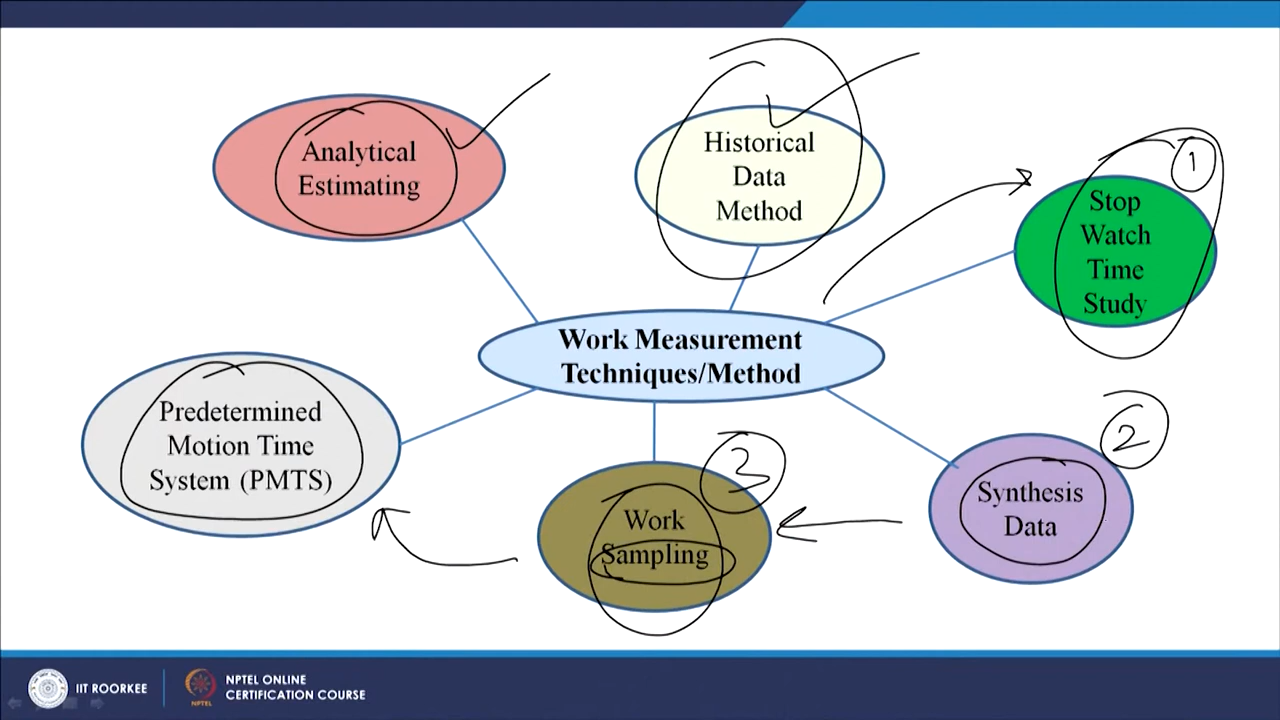 Analytical
Estimating
Historical
Data
Method
1
Stop
Watch
Time
Study
Work Measurement
Techniques/Method
Predetermined
Motion Time
System (PMTS)
3
Work
Sampling
2
Synthesis
Data
IIT ROORKEE
NPTEL
NPTEL ONLINE
CERTIFICATION COURSE